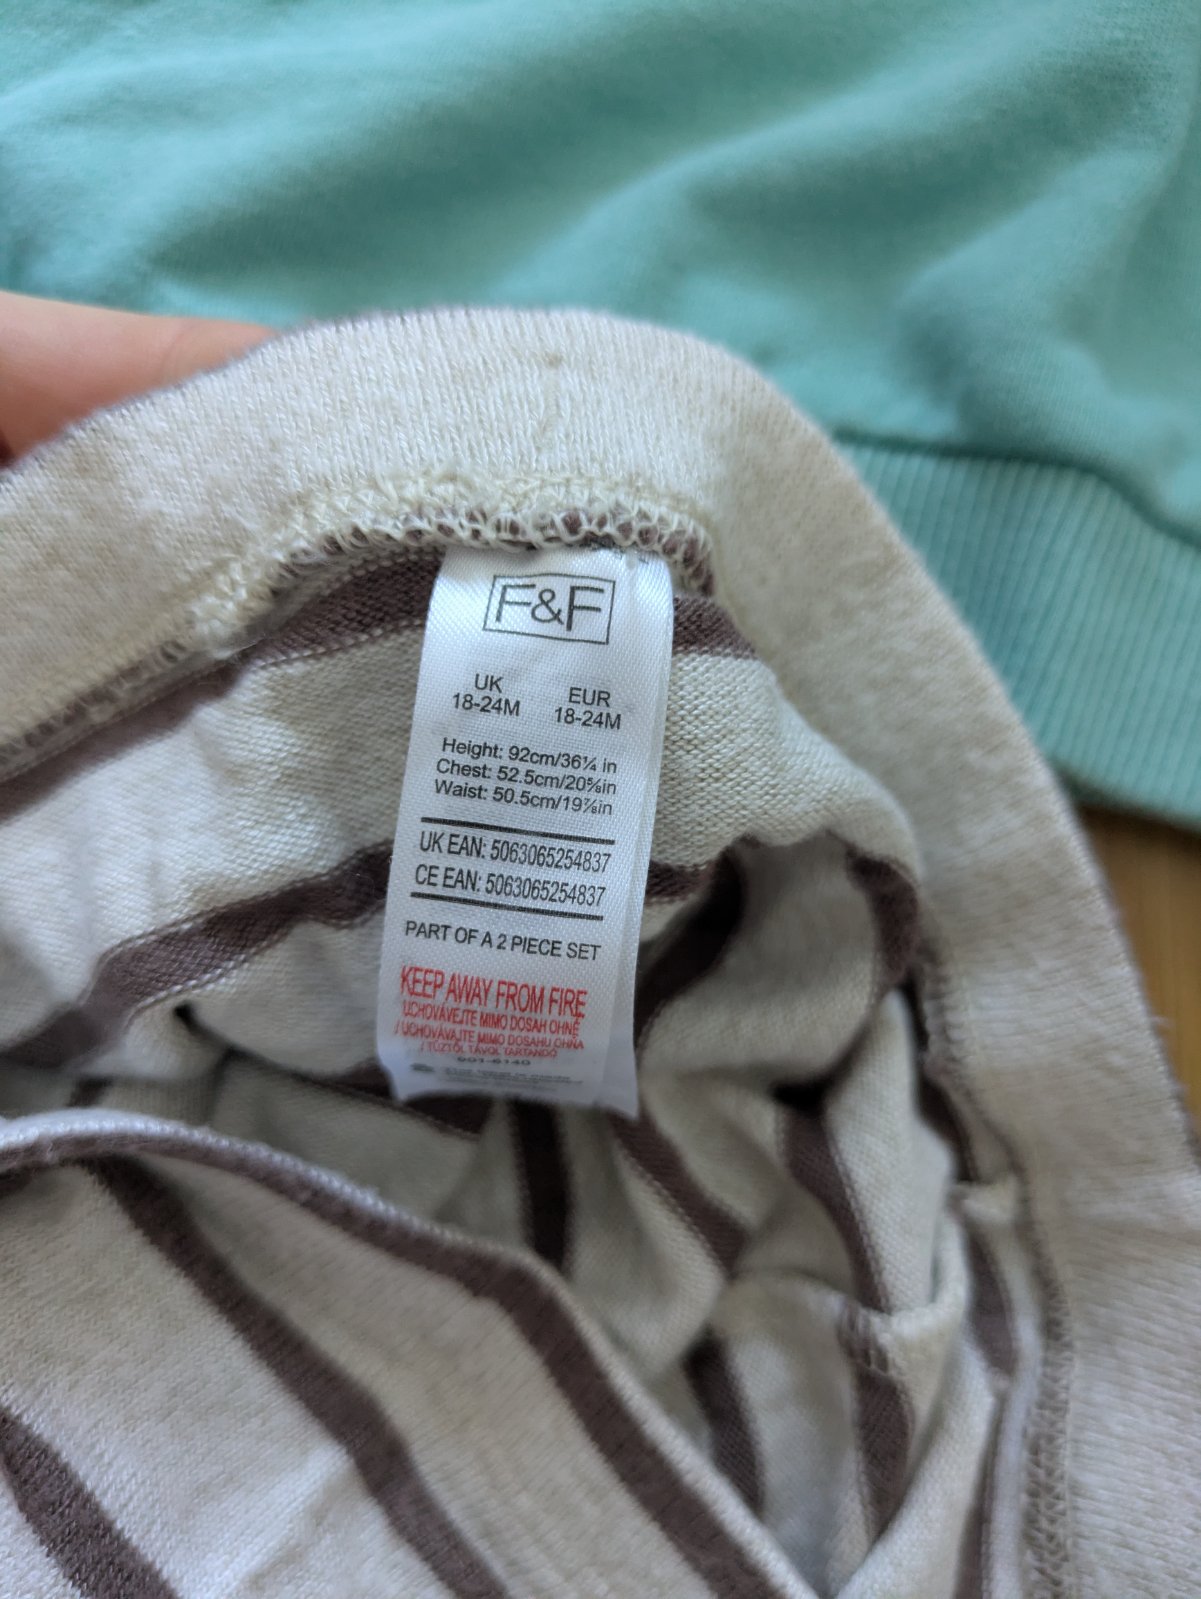 F&F
UK EUR
18-24M 18-24M
Height: 92cm/36¼ in
Chest: 52.5cm/20⅝in
Waist: 50.5cm/19⅞in
UK EAN: 5063065254837
CE EAN: 5063065254837
PART OF A 2 PIECE SET
KEEP AWAY FROM FIRE
UCHOVÁVEJTE MIMO DOSAH OHNĚ
/ UCHOVÁVAJTE MIMO DOSAHU OHŇA
/ TŰZTŐL TÁVOL TARTANDÓ